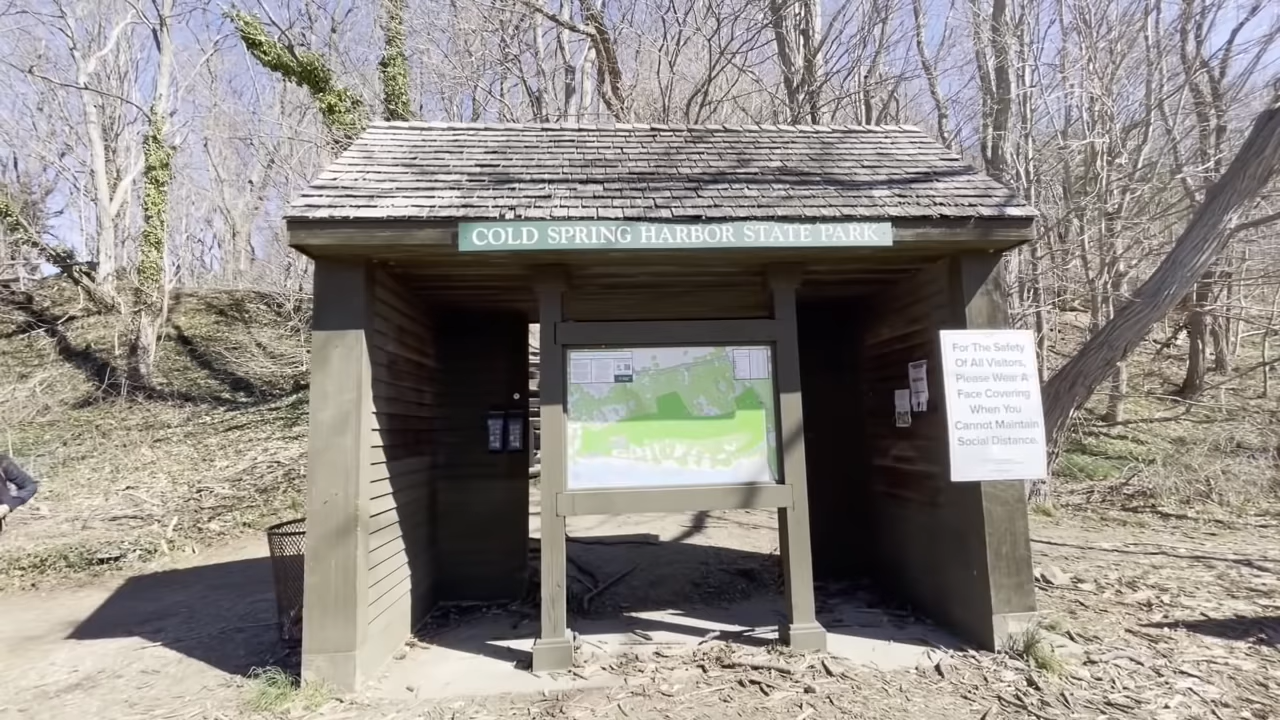 COLD SPRING HARBOR STATE PARK
For The Safety
Of All Visitors,
Please Wear A
Face Covering
When You
Cannot Maintain
Social Distance.